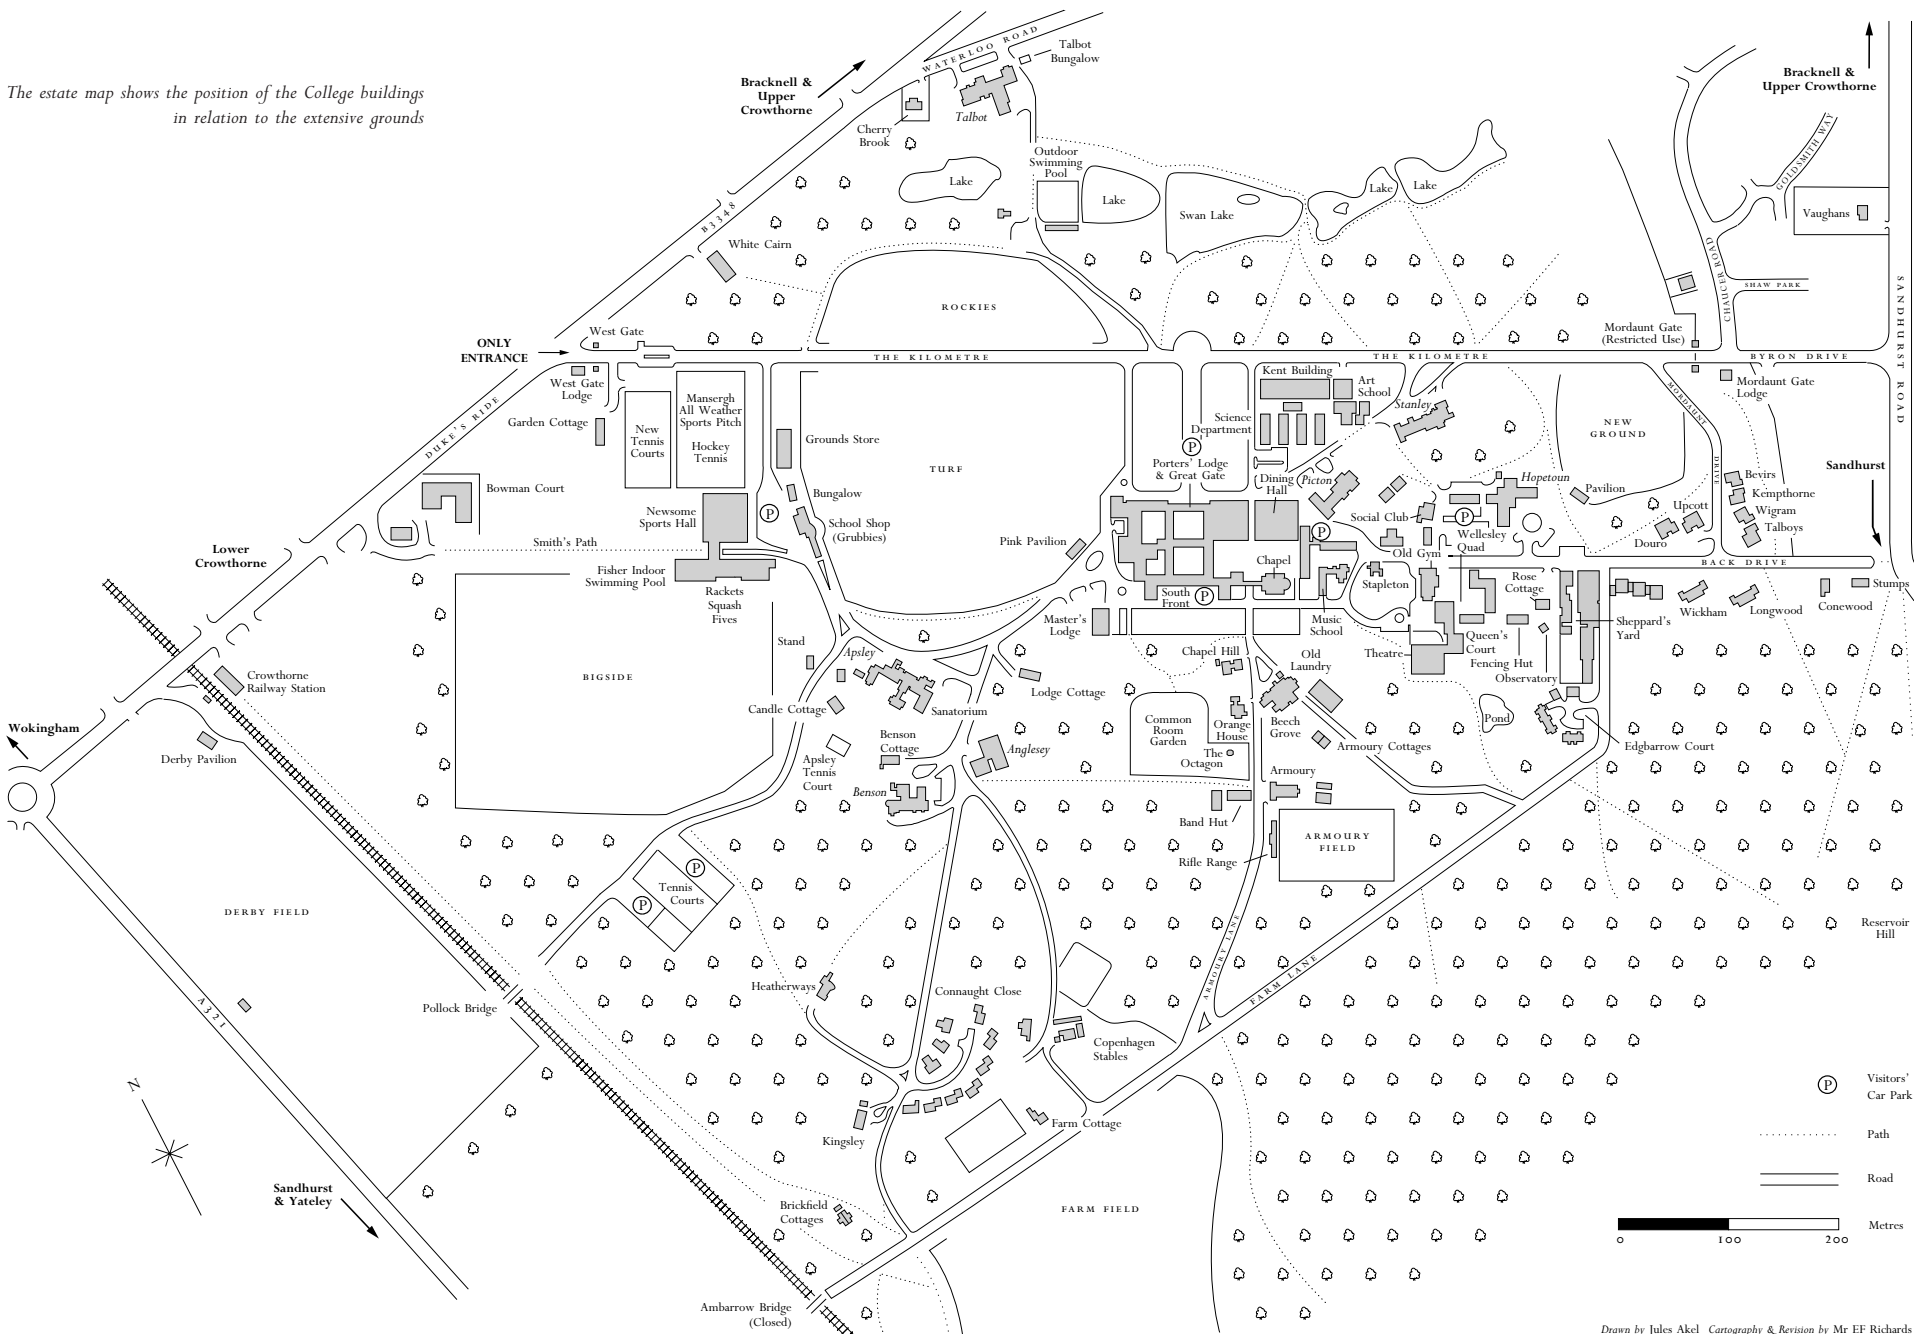 The estate map shows the position of the College buildings
in relation to the extensive grounds
WATERLOO ROAD
Talbot
Bungalow
Bracknell &
Upper
Crowthorne
Talbot
Cherry
Brook
Bracknell &
Upper Crowthorne
GOLDSMITH WAY
Outdoor
Swimming
Pool
Lake
Lake
Swan Lake
Lake
Lake
Vaughans
B3348
White Cairn
CHAUCER ROAD
SHAW PARK
SANDHURST ROAD
ROCKIES
West Gate
ONLY
ENTRANCE
THE KILOMETRE
THE KILOMETRE
Mordaunt Gate
(Restricted Use)
BYRON DRIVE
West Gate
Lodge
Garden Cottage
DUKE'S RIDE
Mansergh
All Weather
Sports Pitch
Hockey
Tennis
New
Tennis
Courts
Grounds Store
TURF
Kent Building
Art
School
Stanley
Science
Department
MORDAUNT
DRIVE
Mordaunt Gate
Lodge
NEW
GROUND
P
Porters' Lodge
& Great Gate
Dining
Hall
Picton
Hopetoun
Pavilion
Sandhurst
Bevirs
Kempthorne
Wigram
Talboys
Upcott
Douro
Bowman Court
Bungalow
Newsome
Sports Hall
P
School Shop
(Grubbies)
Social Club
P
P
Wellesley
Quad
Lower
Crowthorne
Smith's Path
Pink Pavilion
Old Gym
BACK DRIVE
Fisher Indoor
Swimming Pool
Rackets
Squash
Fives
Chapel
South
Front
P
Stapleton
Rose
Cottage
Stumps
Wickham
Longwood
Conewood
Master's
Lodge
Music
School
Sheppard's
Yard
Stand
Apsley
Chapel Hill
Old
Laundry
Theatre
Queen's
Court
Fencing Hut
Observatory
Crowthorne
Railway Station
BIGSIDE
Lodge Cottage
Candle Cottage
Sanatorium
Wokingham
Common
Room
Garden
Orange
House
Beech
Grove
Pond
Derby Pavilion
Benson
Cottage
Anglesey
The
Octagon
Armoury Cottages
Edgbarrow Court
Apsley
Tennis
Court
Benson
Armoury
Band Hut
ARMOURY
FIELD
Rifle Range
P
Tennis
Courts
P
DERBY FIELD
Reservoir
Hill
ARMOURY LANE
FARM LANE
Heatherways
Connaught Close
Pollock Bridge
A321
Copenhagen
Stables
N
P
Visitors'
Car Park
Farm Cottage
Kingsley
Path
Road
Sandhurst
& Yateley
Brickfield
Cottages
FARM FIELD
Metres
0
100
200
Ambarrow Bridge
(Closed)
Drawn by Jules Akel Cartography & Revision by Mr EF Richards